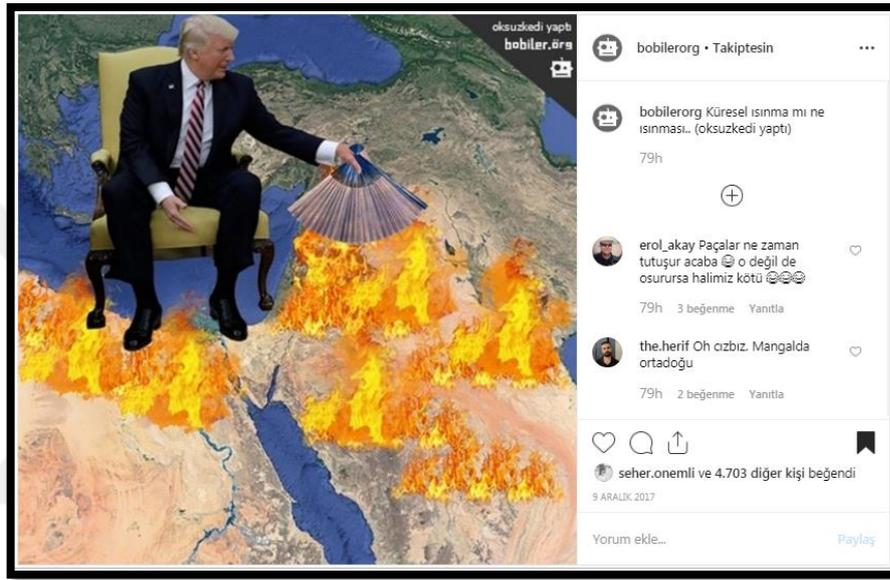 oksuzkedi yaptı
bobiler.örg
bobilerorg • Takiptesin
bobilerorg Küresel ısınma mı ne
ısınması.. (oksuzkedi yaptı)
79h
erol_akay Paçalar ne zaman
tutuşur acaba 😂 o değil de
osurursa halimiz kötü 😂😂😂
79h 3 beğenme Yanıtla
the.herif Oh cızbız. Mangalda
ortadoğu
79h 2 beğenme Yanıtla
seher.onemli ve 4.703 diğer kişi beğendi
9 ARALIK 2017
Yorum ekle... Paylaş